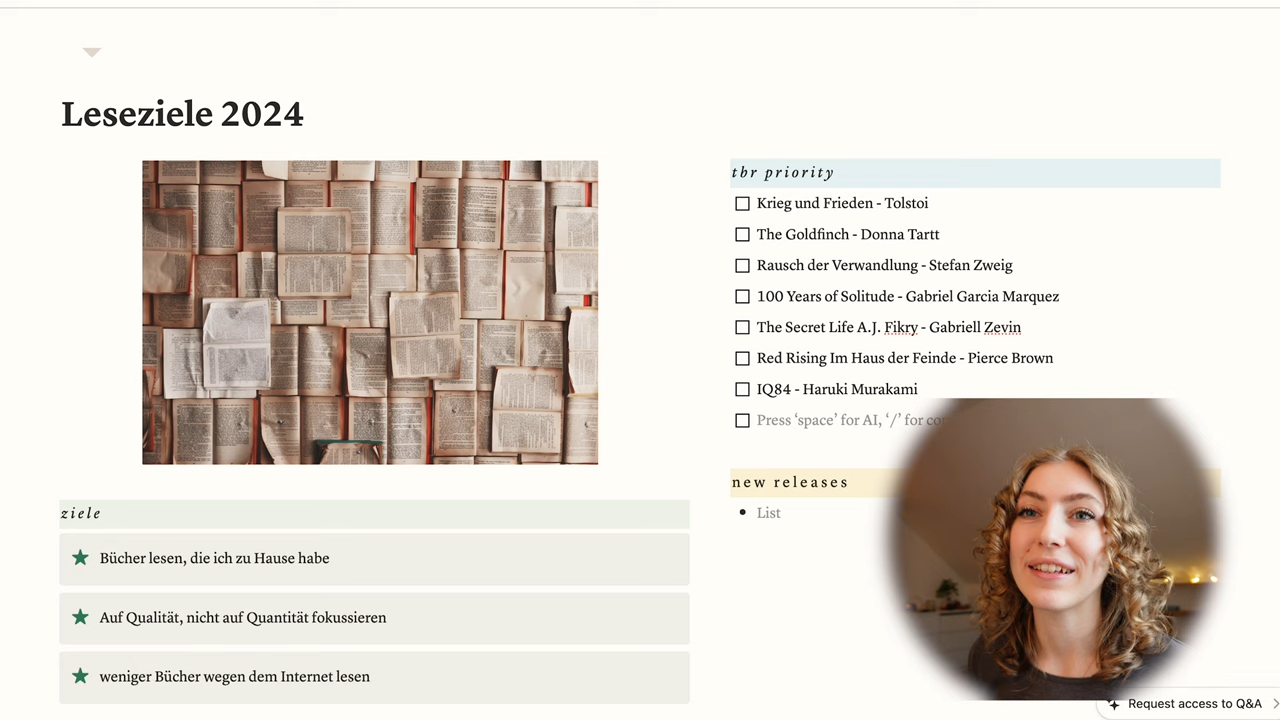 Leseziele 2024
ziele
Bücher lesen, die ich zu Hause habe
Auf Qualität, nicht auf Quantität fokussieren
weniger Bücher wegen dem Internet lesen
tbr priority
Krieg und Frieden - Tolstoi
The Goldfinch - Donna Tartt
Rausch der Verwandlung - Stefan Zweig
100 Years of Solitude - Gabriel Garcia Marquez
The Secret Life A.J. Fikry - Gabriell Zevin
Red Rising Im Haus der Feinde - Pierce Brown
IQ84 - Haruki Murakami
Press ‘space’ for AI, ‘/’ for
new releases
List
Request access to Q&A